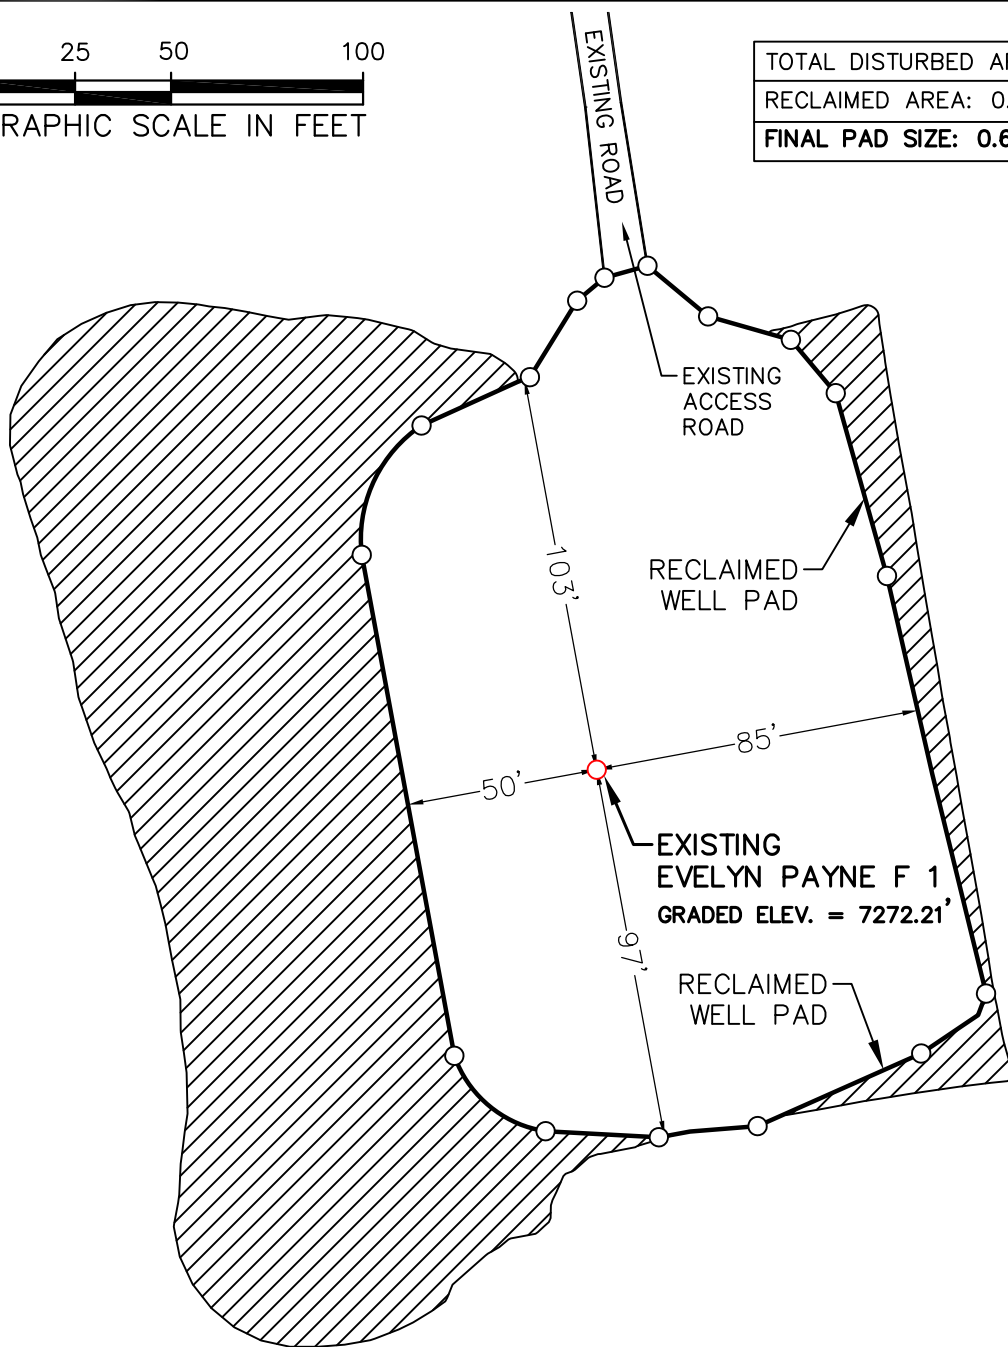 25 50 100
RAPHIC SCALE IN FEET
EXISTING ROAD
TOTAL DISTURBED
RECLAIMED AREA: 0.
FINAL PAD SIZE: 0.6
EXISTING
ACCESS
ROAD
103'
RECLAIMED
WELL PAD
85'
50'
EXISTING
EVELYN PAYNE F 1
GRADED ELEV. = 7272.21'
97'
RECLAIMED
WELL PAD